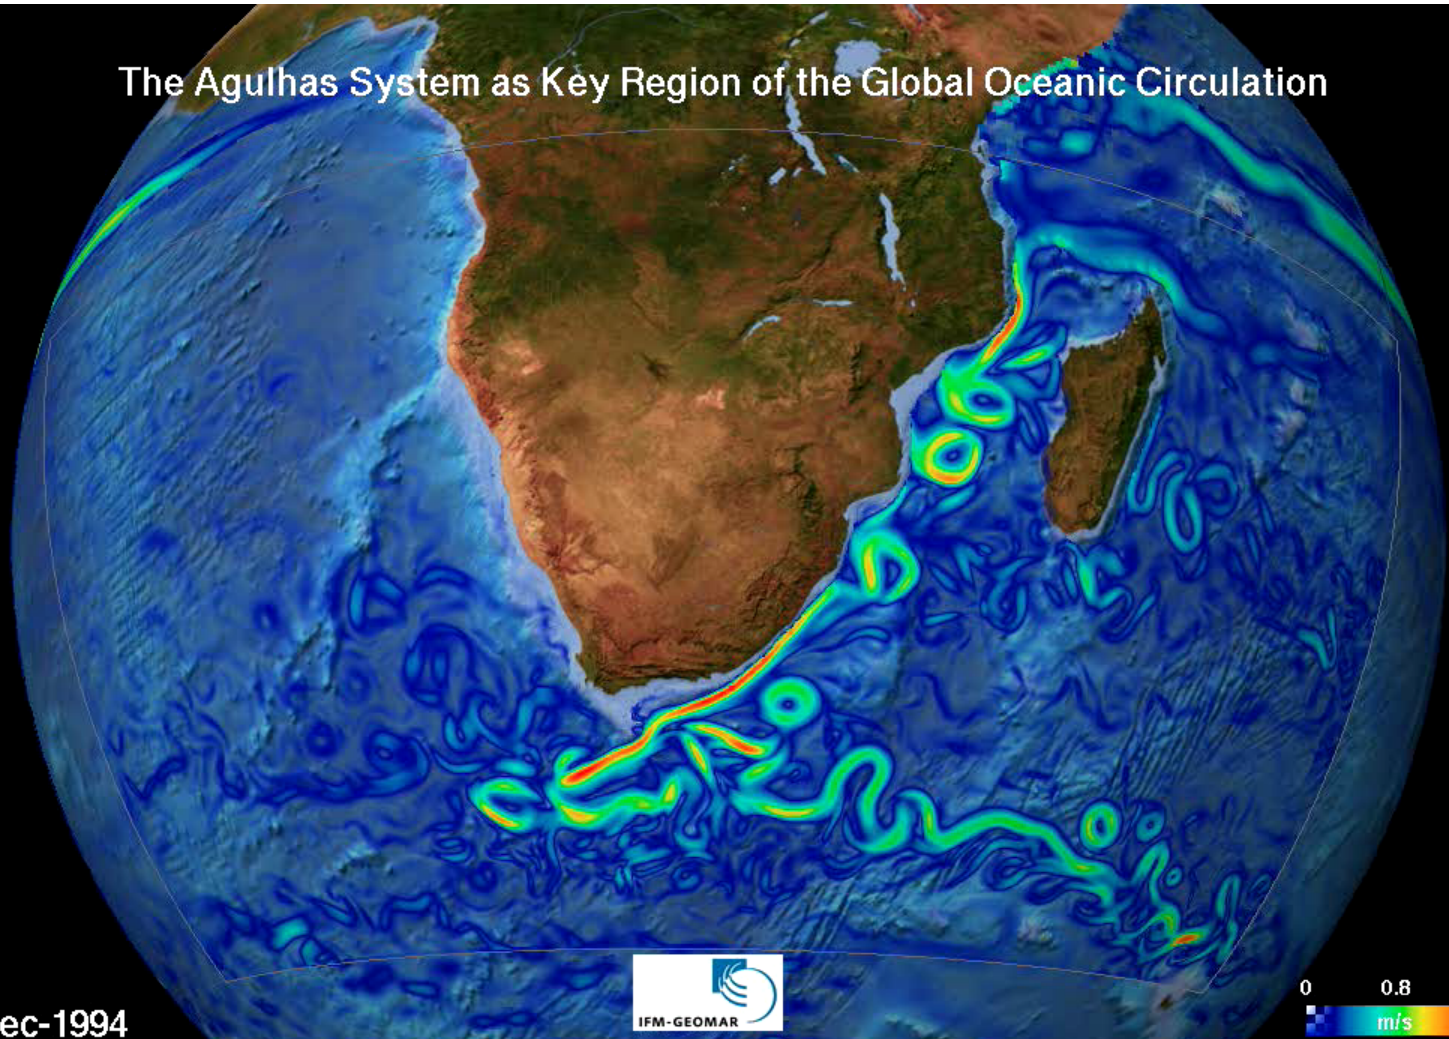 The Agulhas System as Key Region of the Global Oceanic Circulation
IFM-GEOMAR
ec-1994
0 0.8
m/s